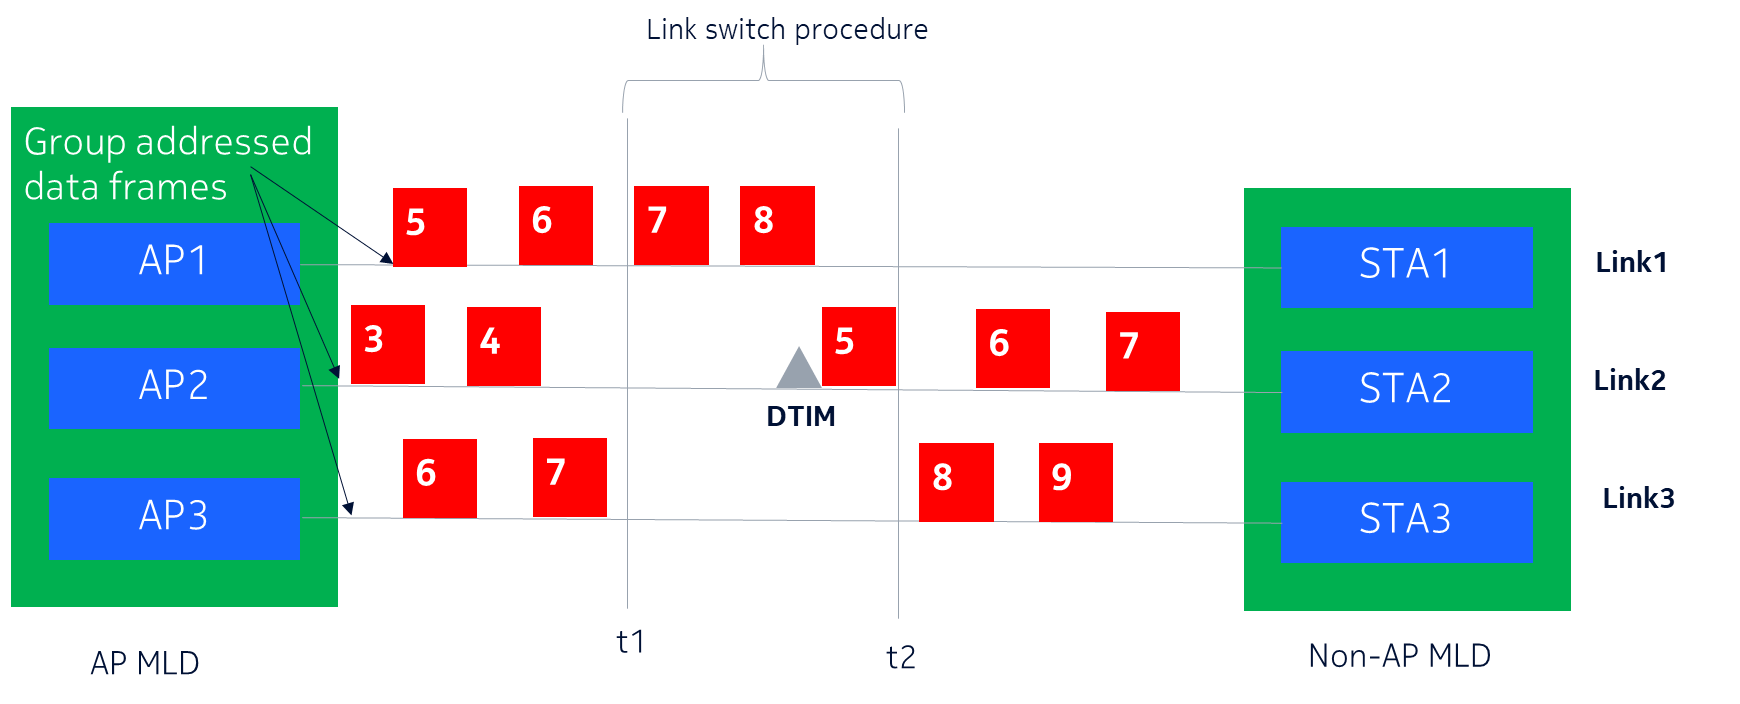 Link switch procedure
Group addressed
data frames
5
6
7
8
AP1
STA1
Link1
3
4
5
6
7
AP2
STA2
Link2
DTIM
6
7
8
9
AP3
STA3
Link3
t1
t2
AP MLD
Non-AP MLD